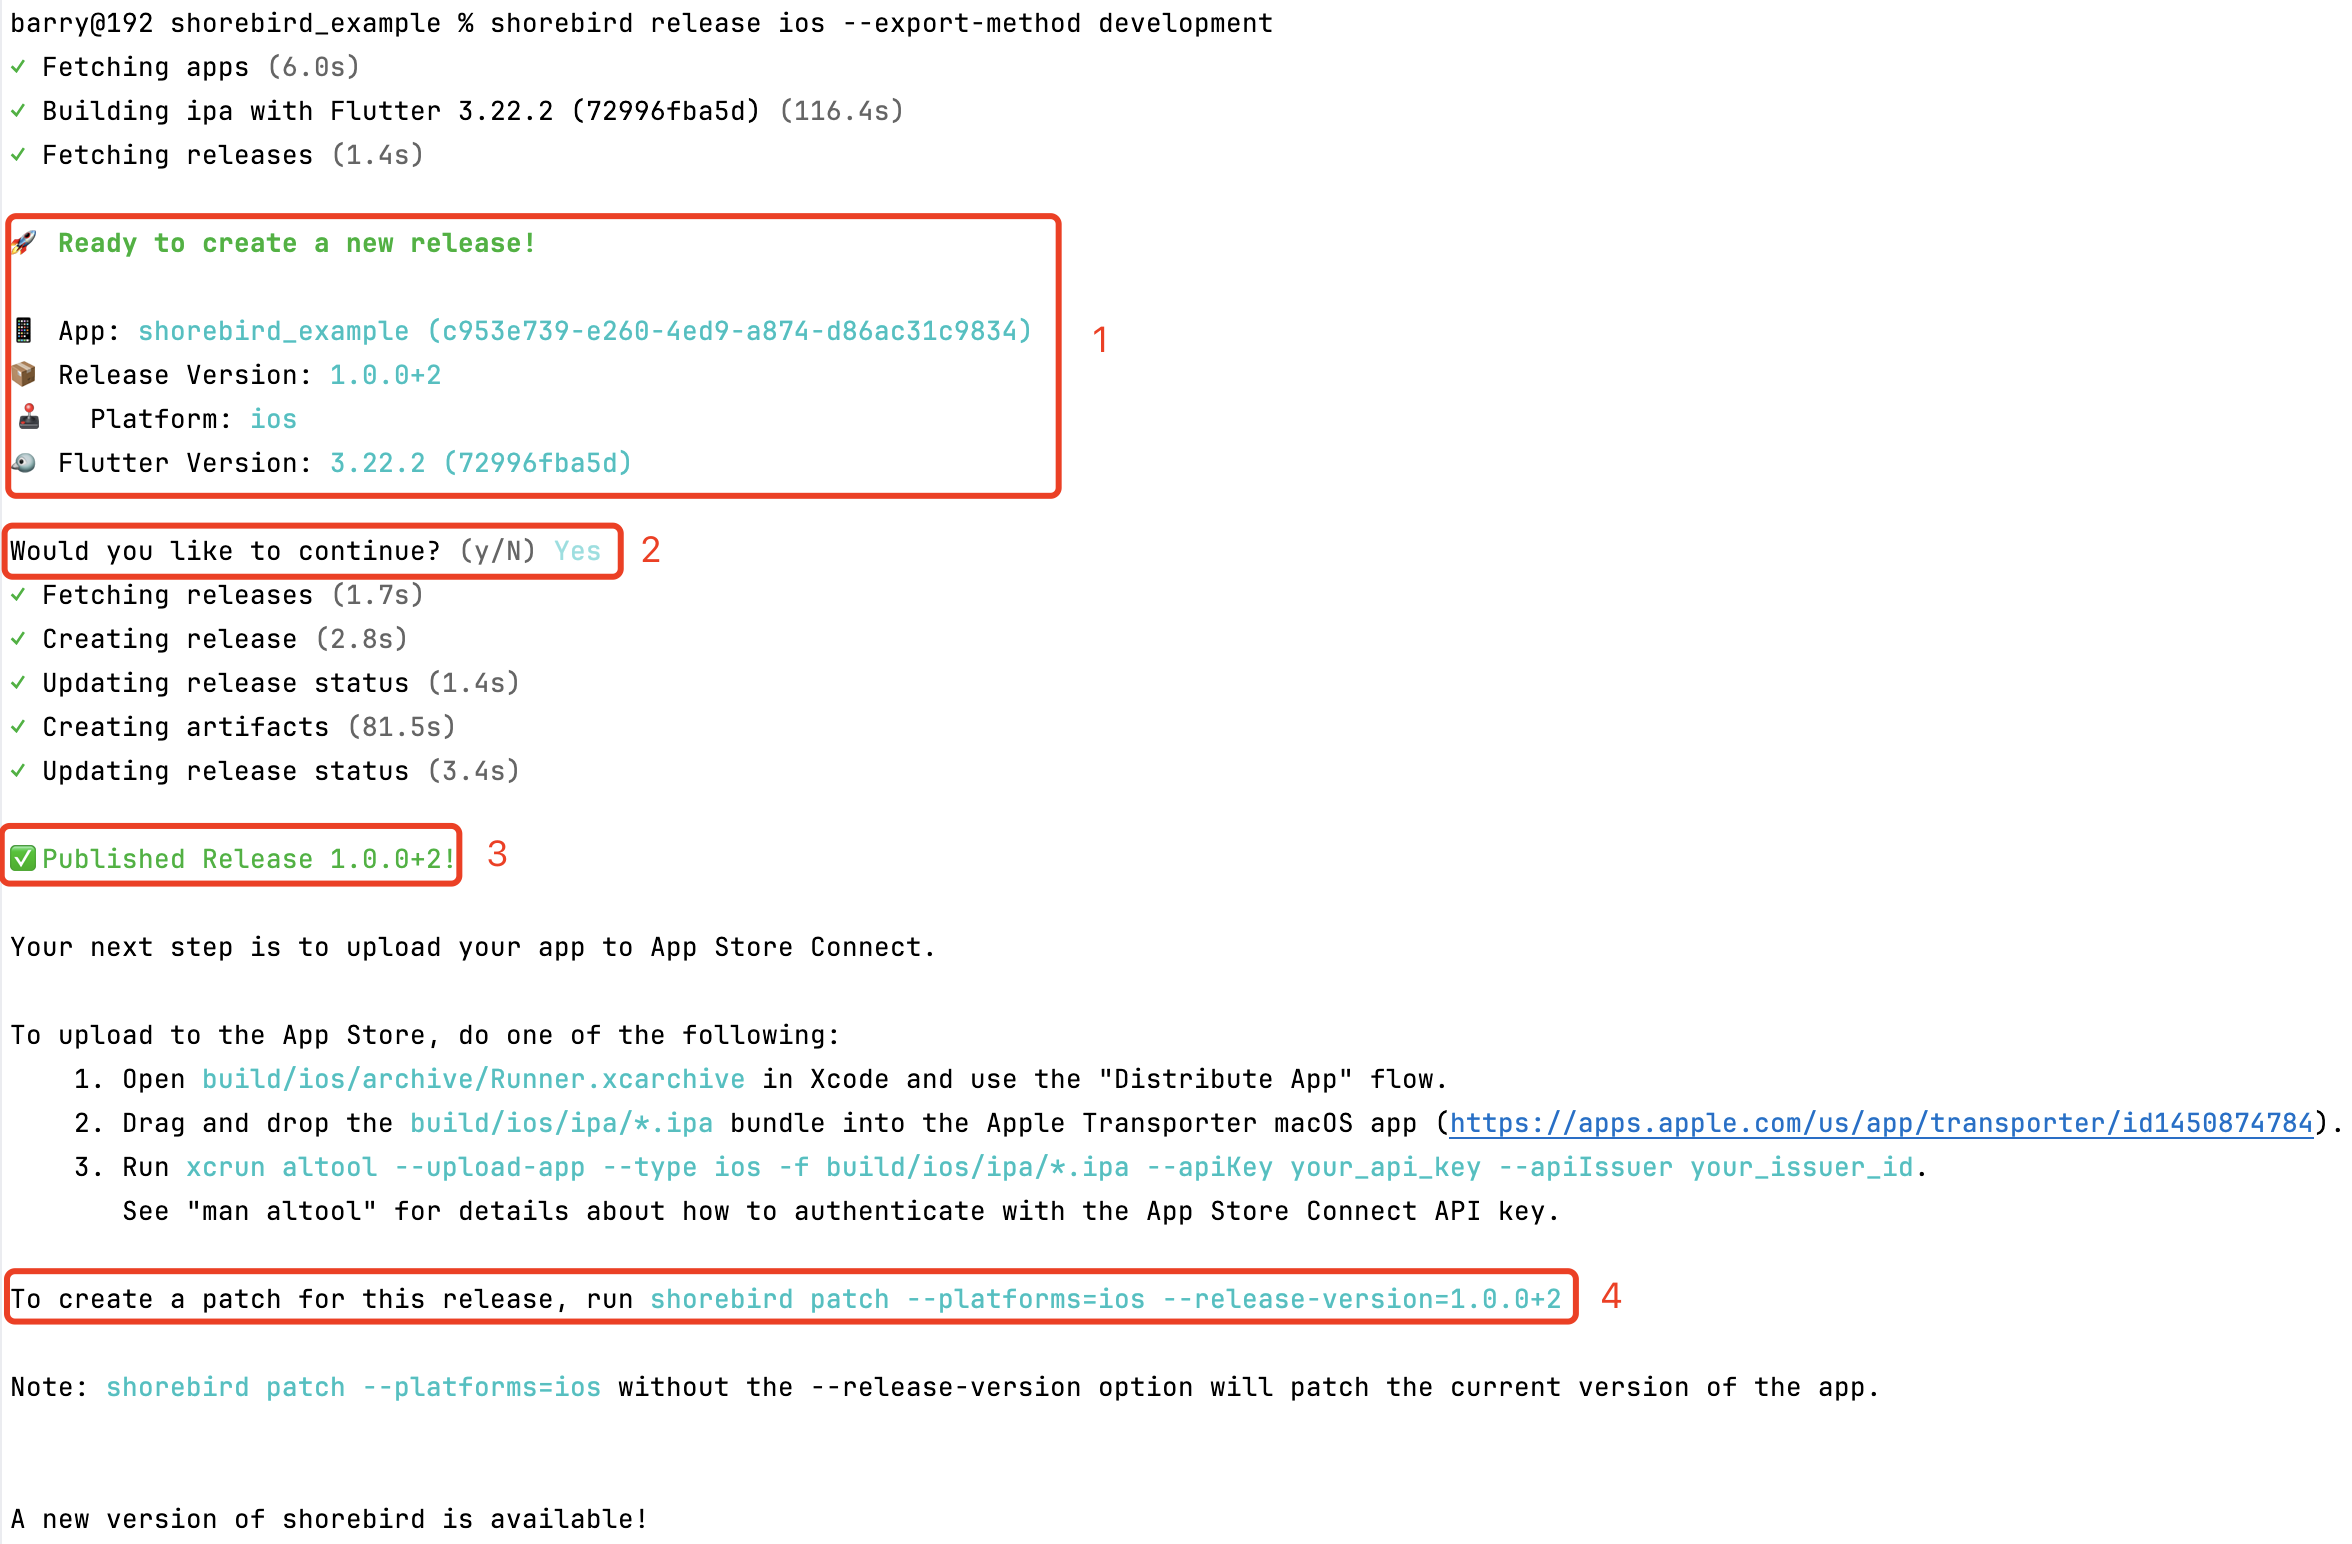 barry@192 shorebird_example % shorebird release ios --export-method development
✓ Fetching apps (6.0s)
✓ Building ipa with Flutter 3.22.2 (72996fba5d) (116.4s)
✓ Fetching releases (1.4s)
🚀 Ready to create a new release!
📱 App: shorebird_example (c953e739-e260-4ed9-a874-d86ac31c9834)
1
📦 Release Version: 1.0.0+2
🕹️ Platform: ios
🐦 Flutter Version: 3.22.2 (72996fba5d)
Would you like to continue? (y/N) Yes 2
✓ Fetching releases (1.7s)
✓ Creating release (2.8s)
✓ Updating release status (1.4s)
✓ Creating artifacts (81.5s)
✓ Updating release status (3.4s)
✅ Published Release 1.0.0+2! 3
Your next step is to upload your app to App Store Connect.
To upload to the App Store, do one of the following:
1. Open build/ios/archive/Runner.xcarchive in Xcode and use the "Distribute App" flow.
2. Drag and drop the build/ios/ipa/*.ipa bundle into the Apple Transporter macOS app (https://apps.apple.com/us/app/transporter/id1450874784).
3. Run xcrun altool --upload-app --type ios -f build/ios/ipa/*.ipa --apiKey your_api_key --apiIssuer your_issuer_id.
See "man altool" for details about how to authenticate with the App Store Connect API key.
To create a patch for this release, run shorebird patch --platforms=ios --release-version=1.0.0+2 4
Note: shorebird patch --platforms=ios without the --release-version option will patch the current version of the app.
A new version of shorebird is available!